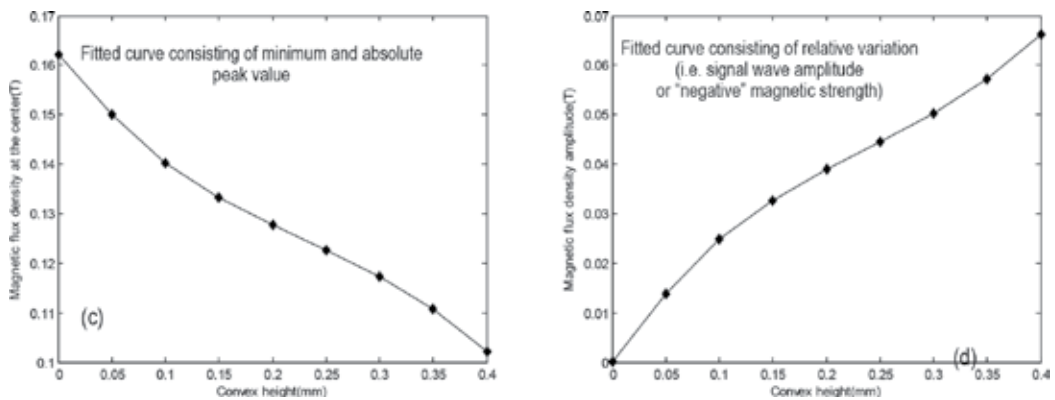 0.17
0.16
0.15
0.14
0.13
0.12
0.11
0.1
Magnetic flux density at the center(T)
Fitted curve consisting of minimum and absolute
peak value
(c)
0 0.05 0.1 0.15 0.2 0.25 0.3 0.35 0.4
Convex height(mm)
0.07
0.06
0.05
0.04
0.03
0.02
0.01
0
Magnetic flux density amplitude(T)
Fitted curve consisting of relative variation
(i.e. signal wave amplitude
or "negative" magnetic strength)
(d)
0 0.05 0.1 0.15 0.2 0.25 0.3 0.35 0.4
Convex height(mm)